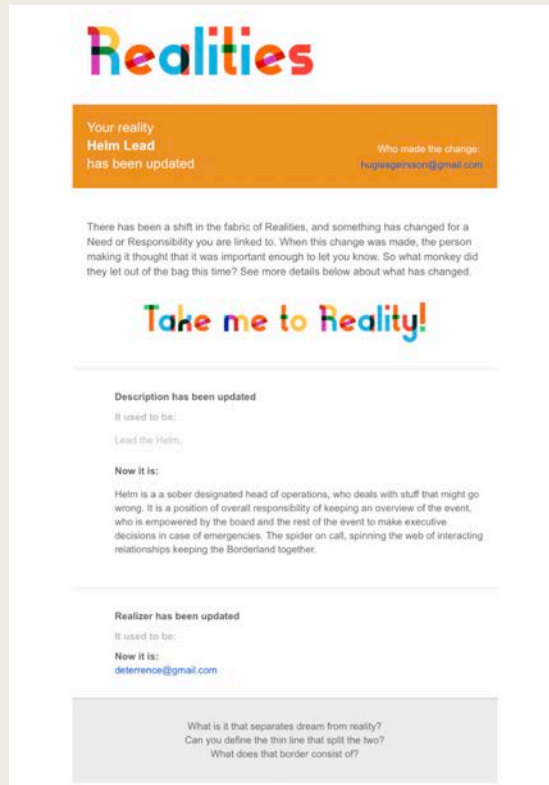 Realities
Your reality
Helm Lead
has been updated
Who made the change:
hugiasgeirsson@gmail.com
There has been a shift in the fabric of Realities, and something has changed for a
Need or Responsibility you are linked to. When this change was made, the person
making it thought that it was important enough to let you know. So what monkey did
they let out of the bag this time? See more details below about what has changed.
Take me to Reality!
Description has been updated
It used to be:
Lead the Helm.
Now it is:
Helm is a a sober designated head of operations, who deals with stuff that might go
wrong. It is a position of overall responsibility of keeping an overview of the event,
who is empowered by the board and the rest of the event to make executive
decisions in case of emergencies. The spider on call, spinning the web of interacting
relationships keeping the Borderland together.
Realizer has been updated
It used to be:
Now it is:
deterrence@gmail.com
What is it that separates dream from reality?
Can you define the thin line that split the two?
What does that border consist of?